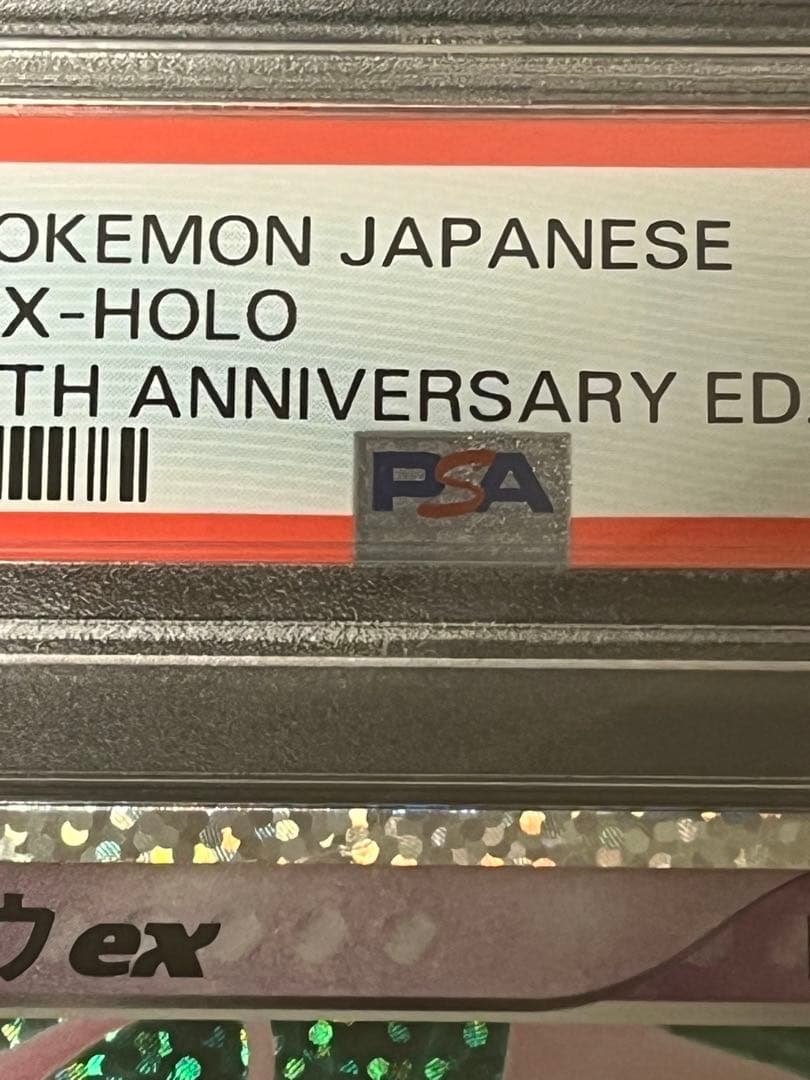 OKEMON JAPANESE
X-HOLO
TH ANNIVERSARY ED.
PSA
ウex